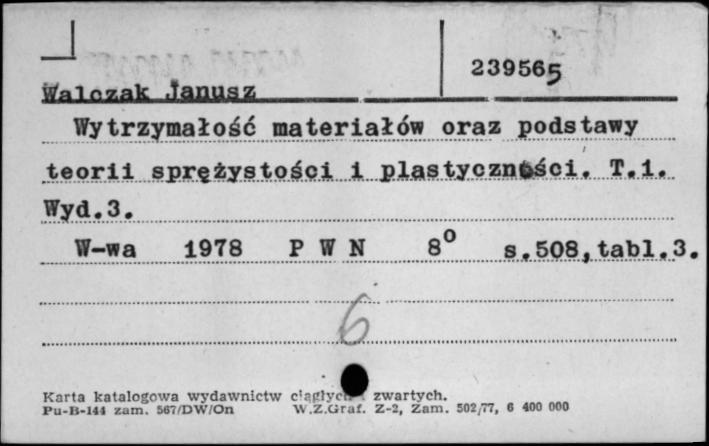 239565
Walczak Janusz
Wytrzymałość materiałów oraz podstawy
teorii sprężystości i plastyczności. T.1.
Wyd.3.
W-wa 1978 P W N 8° s.508, tabl.3.
6
Karta katalogowa wydawnictw ciągłych i zwartych.
Pu-B-144 zam. 567/DW/On W.Z.Graf. Z-2, Zam. 502/77, 6 400 000